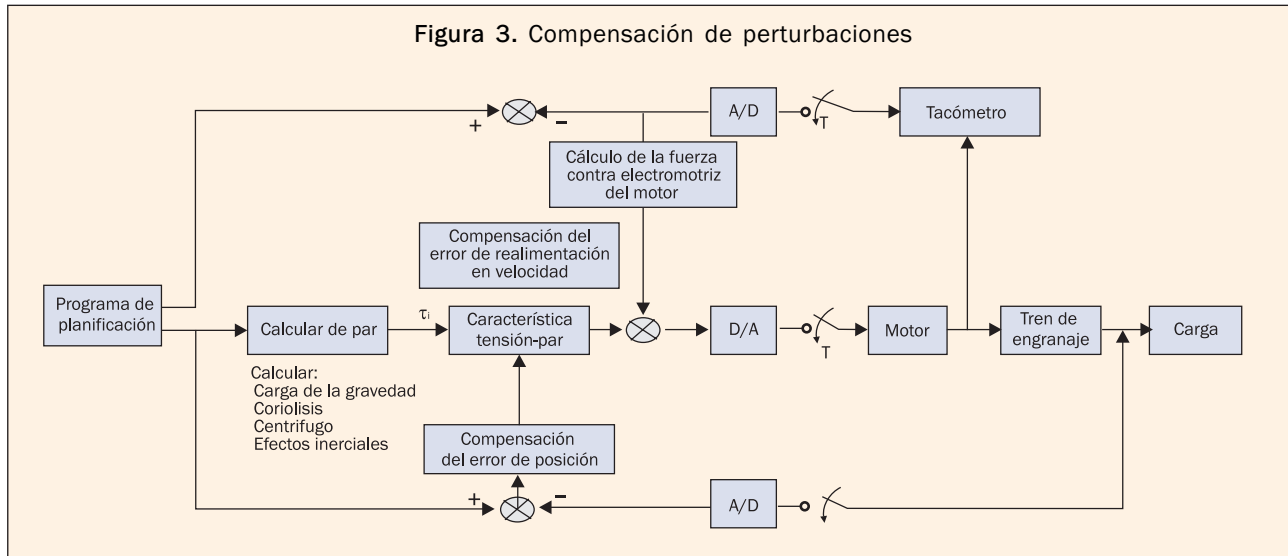 Figura 3. Compensación de perturbaciones
+
−
A/D
T
Tacómetro
Cálculo de la fuerza
contra electromotriz
del motor
Compensación del
error de realimentación
en velocidad
Programa de
planificación
Calcular de par
τi
Característica
tensión-par
D/A
T
Motor
Tren de
engranaje
Carga
Calcular:
Carga de la gravedad
Coriolisis
Centrifugo
Efectos inerciales
Compensación
del error de posición
+
−
A/D